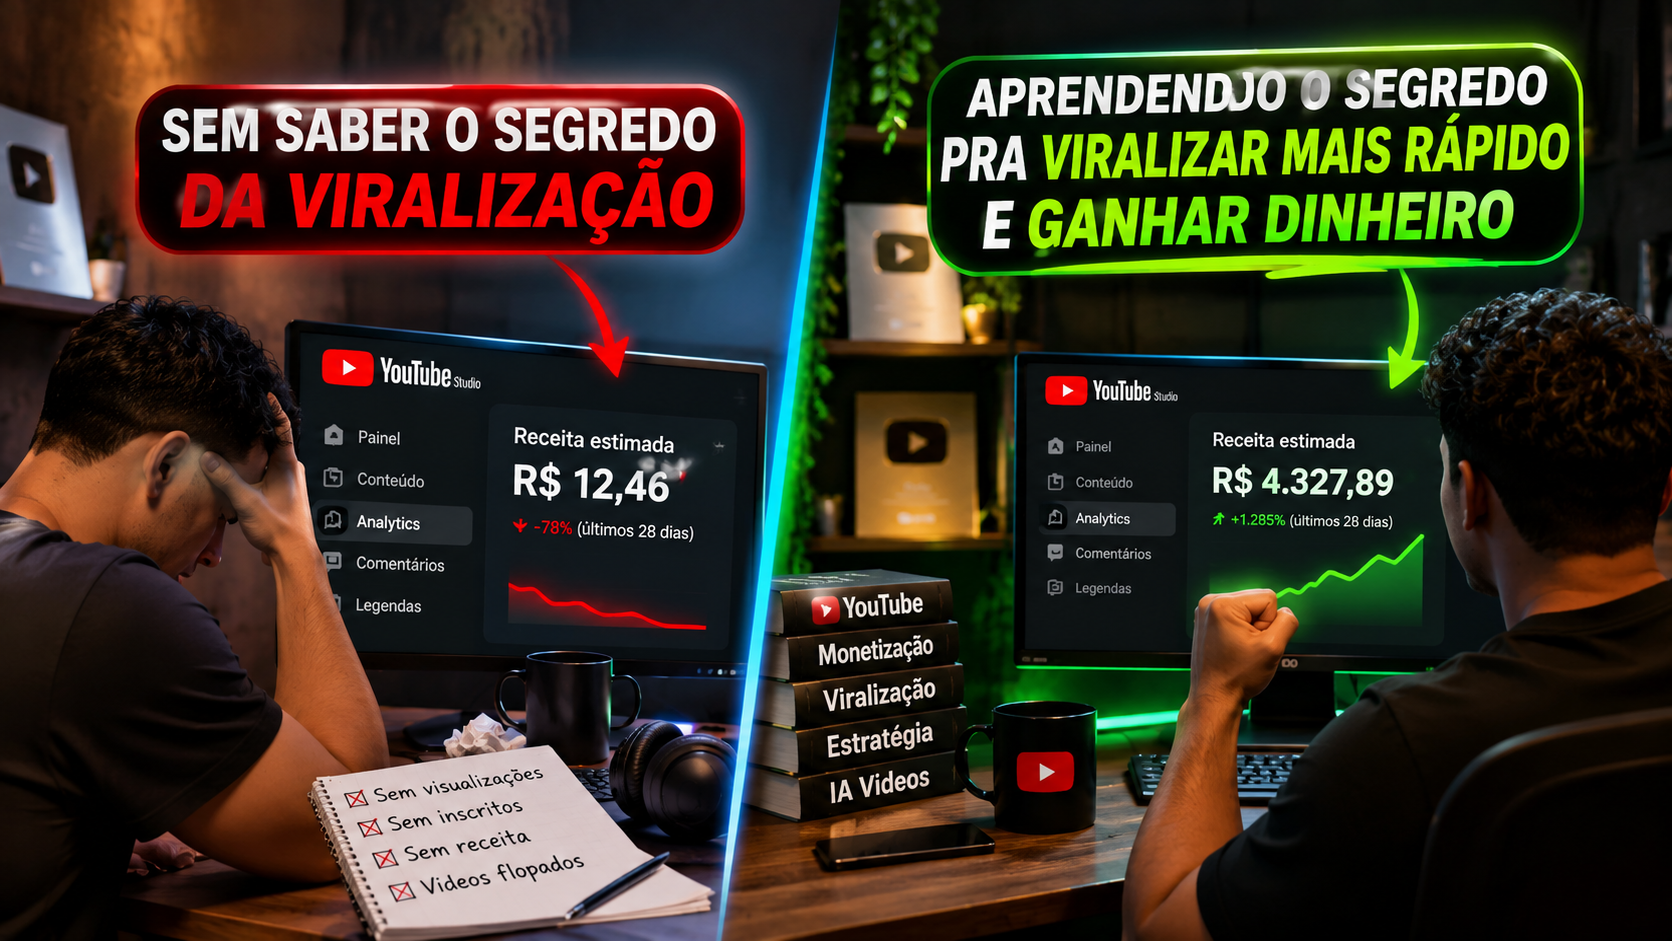 SEM SABER O SEGREDO
DA VIRALIZAÇÃO
YouTube Studio
Painel
Conteúdo
Analytics
Comentários
Legendas
Receita estimada
R$ 12,46
-78% (últimos 28 dias)
Sem visualizações
Sem inscritos
Sem receita
Videos flopados
APRENDENDJO O SEGREDO
PRA VIRALIZAR MAIS RÁPIDO
E GANHAR DINHEIRO
YouTube Studio
Painel
Conteúdo
Analytics
Comentários
Legendas
Receita estimada
R$ 4.327,89
+1.285% (últimos 28 dias)
YouTube
Monetização
Viralização
Estratégia
IA Videos